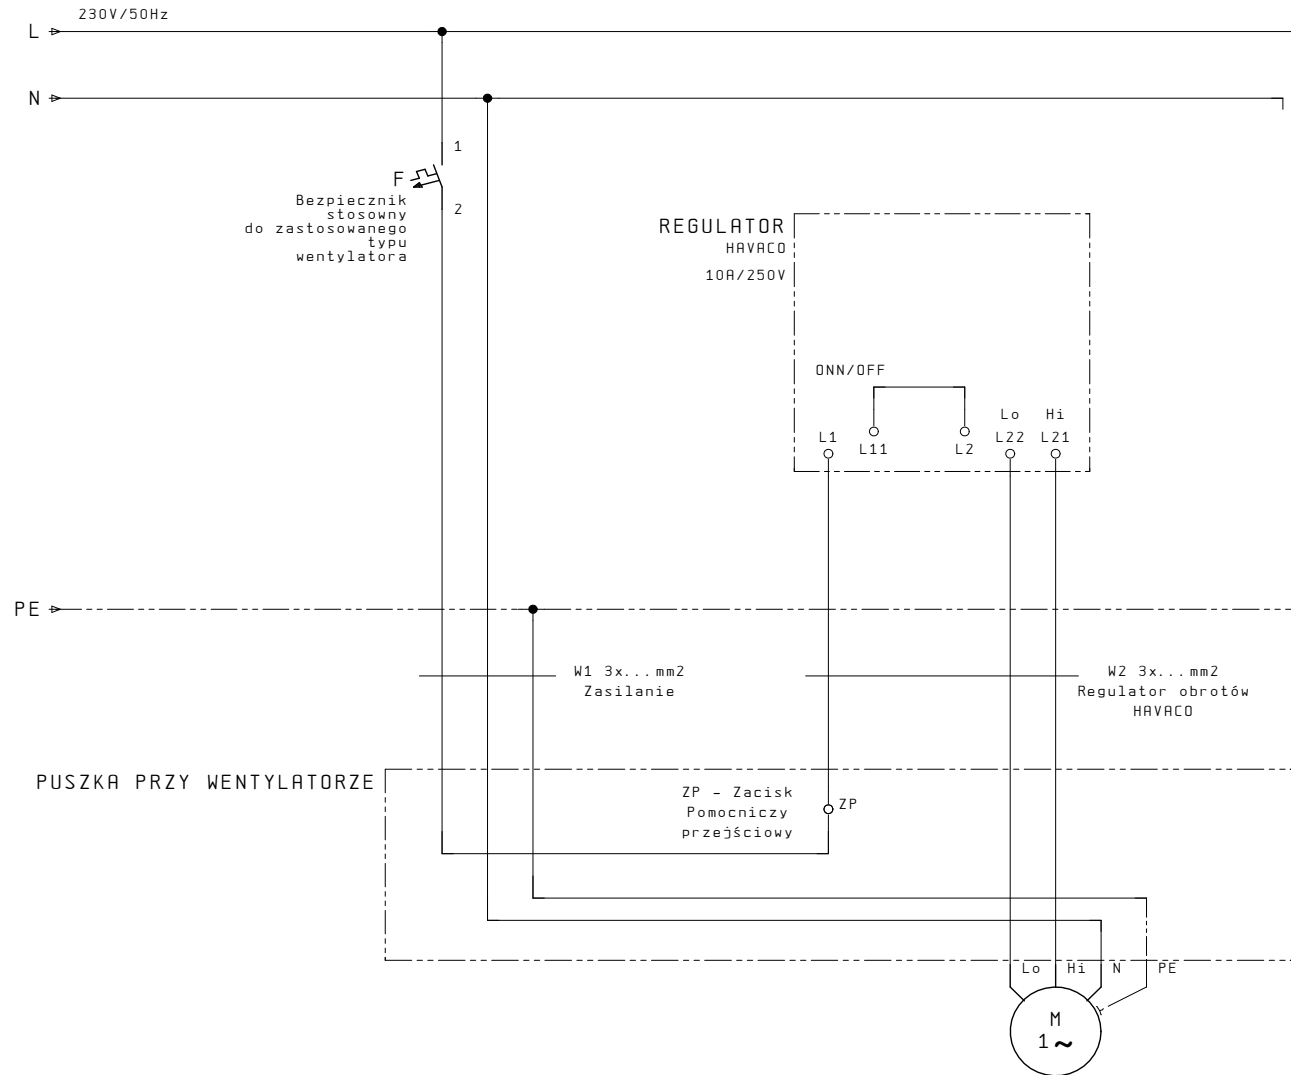 230V/50Hz
L
N
1
F
Bezpiecznik
stosowny
do zastosowanego
typu
wentylatora
2
REGULATOR
HAVACO
10A/250V
ONN/OFF
Lo Hi
L1 L11 L2 L22 L21
PE
W1 3x...mm2
Zasilanie
W2 3x...mm2
Regulator obrotów
HAVACO
PUSZKA PRZY WENTYLATORZE
ZP - Zacisk
Pomocniczy
przejściowy
ZP
Lo Hi N PE
M
1~